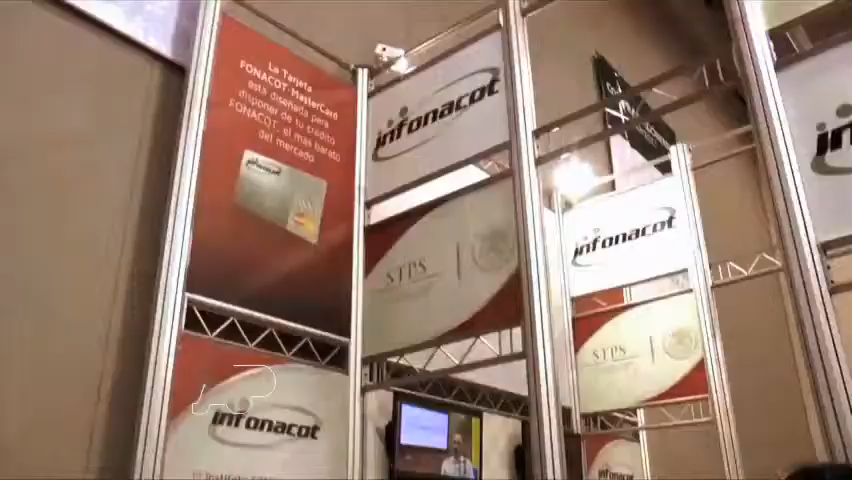 La Tarjeta
FONACOT MasterCard
está diseñada para
disponer de tu crédito
FONACOT, el más barato
del mercado
infonacot
infonacot
STPS
infonacot
STPS
infonacot
infonacot